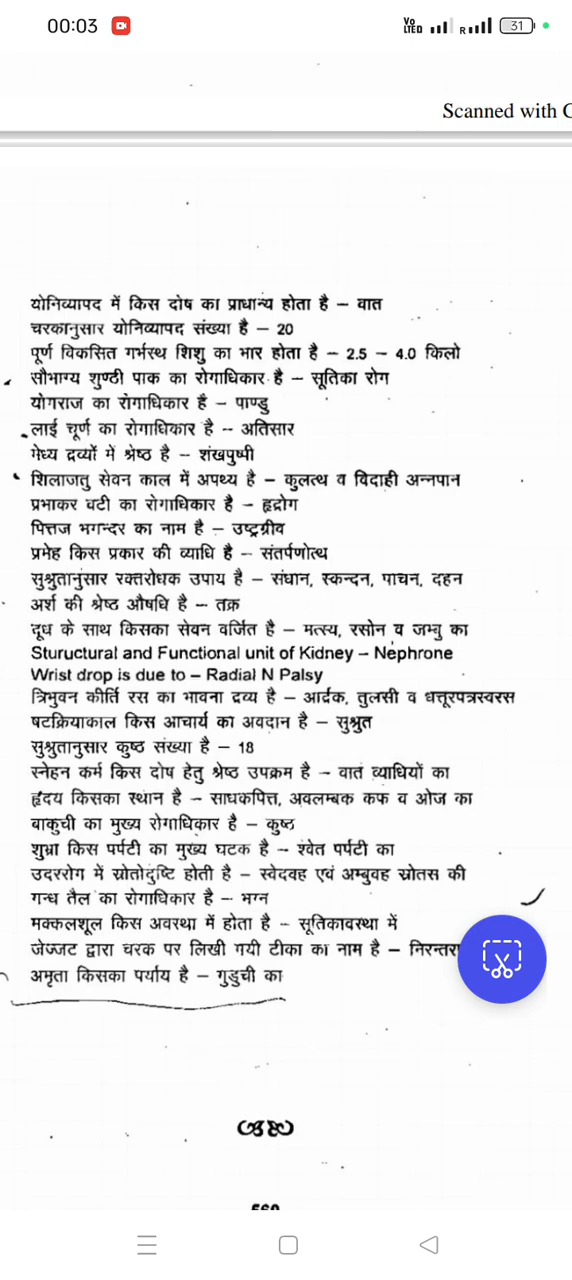 00:03
Vo LTED R 31
Scanned with C
योनिव्यापद में किस दोष का प्राधान्य होता है – वात
चरकानुसार योनिव्यापद संख्या है – 20
पूर्ण विकसित गर्भस्थ शिशु का भार होता है – 2.5 – 4.0 किलो
सौभाग्य शुण्ठी पाक का रोगाधिकार है – सूतिका रोग
योगराज का रोगाधिकार है – पाण्डु
लाई चूर्ण का रोगाधिकार है – अतिसार
मेध्य द्रव्यों में श्रेष्ठ है – शंखपुष्पी
शिलाजतु सेवन काल में अपथ्य है – कुलत्थ व विदाही अन्नपान
प्रभाकर वटी का रोगाधिकार है – हृद्रोग
पित्तज भगन्दर का नाम है – उष्ट्रग्रीव
प्रमेह किस प्रकार की व्याधि है – संतर्पणोत्थ
सुश्रुतानुसार रक्तरोधक उपाय है – संधान, स्कन्दन, पाचन, दहन
अर्श की श्रेष्ठ औषधि है – तक्र
दूध के साथ किसका सेवन वर्जित है – मत्स्य, रसोन व जम्बु का
Stuructural and Functional unit of Kidney – Nephrone
Wrist drop is due to – Radial N Palsy
त्रिभुवन कीर्ति रस का भावना द्रव्य है – आर्द्रक, तुलसी व धत्तूरपत्रस्वरस
षटक्रियाकाल किस आचार्य का अवदान है – सुश्रुत
सुश्रुतानुसार कुष्ठ संख्या है – 18
स्नेहन कर्म किस दोष हेतु श्रेष्ठ उपक्रम है – वात व्याधियों का
हृदय किसका स्थान है – साधकपित्त, अवलम्बक कफ व ओज का
बाकुची का मुख्य रोगाधिकार है – कुष्ठ
शुभ्रा किस पर्पटी का मुख्य घटक है – श्वेत पर्पटी का
उदररोग में स्रोतोदुष्टि होती है – स्वेदवह एवं अम्बुवह स्रोतस की
गन्ध तैल का रोगाधिकार है – भग्न
मक्कलशूल किस अवस्था में होता है – सूतिकावस्था में
जेज्जट द्वारा चरक पर लिखी गयी टीका का नाम है – निरन्तर
अमृता किसका पर्याय है – गुडुची का